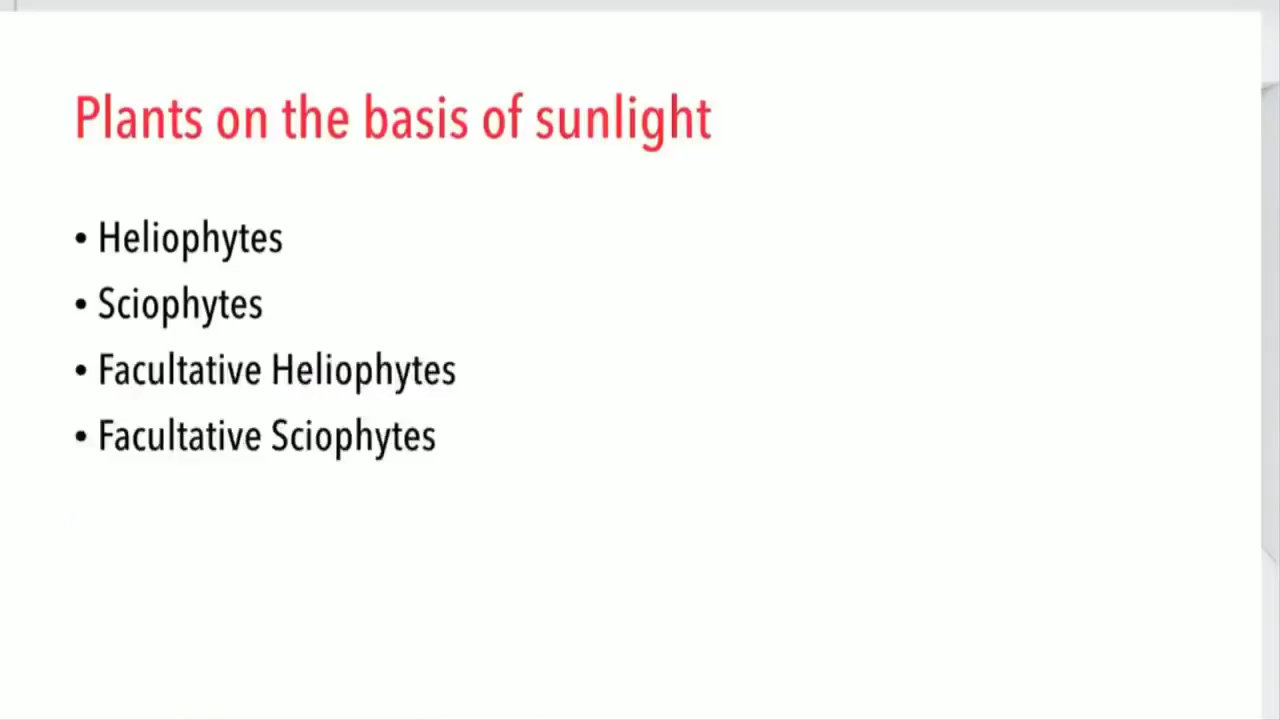 Plants on the basis of sunlight
• Heliophytes
• Sciophytes
• Facultative Heliophytes
• Facultative Sciophytes